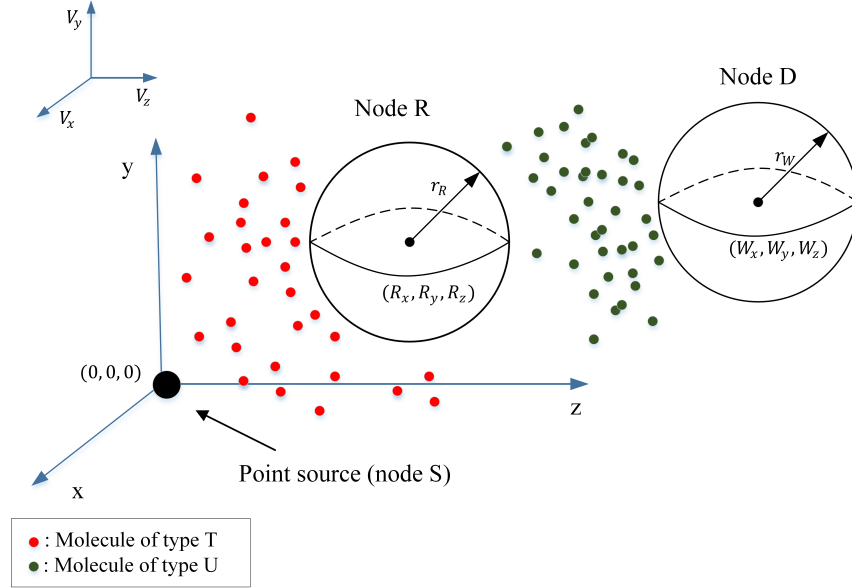 V_y
V_z
V_x
Node R
Node D
y
r_R
r_W
(R_x, R_y, R_z)
(W_x, W_y, W_z)
(0, 0, 0)
z
x
Point source (node S)
: Molecule of type T
: Molecule of type U